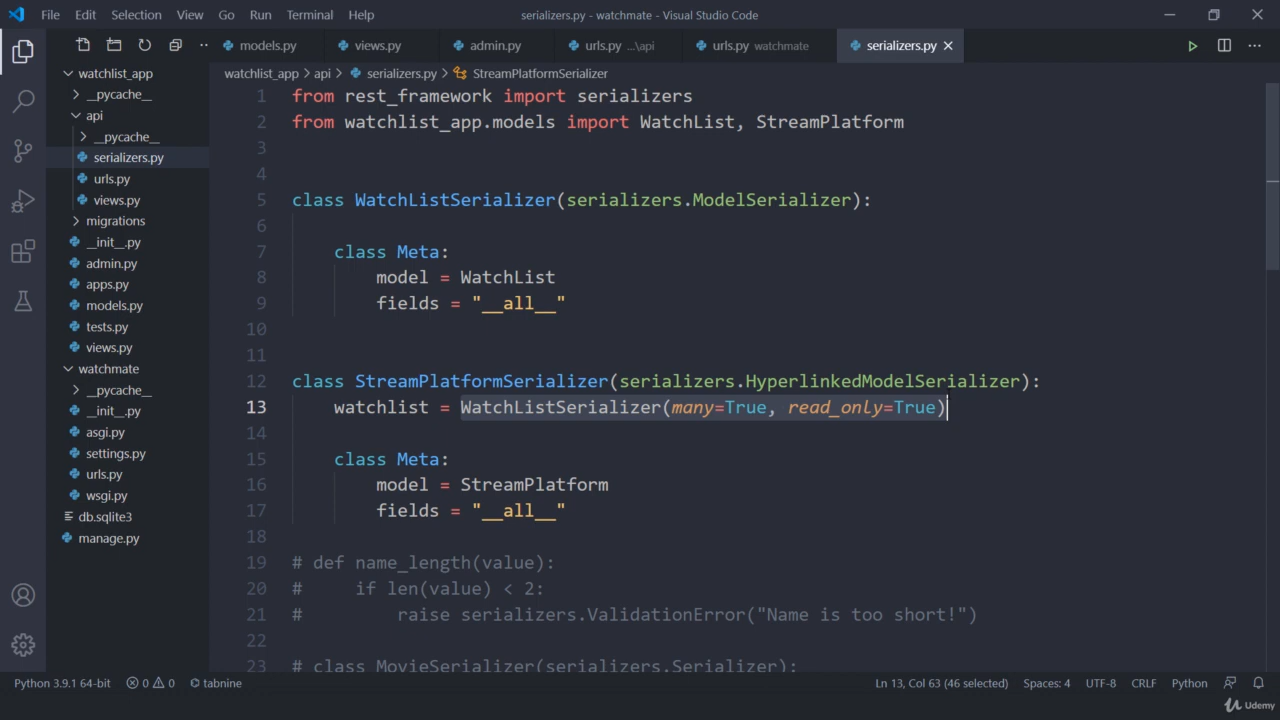 File Edit Selection View Go Run Terminal Help
serializers.py - watchmate - Visual Studio Code
models.py
views.py
admin.py
urls.py ...\api
urls.py watchmate
serializers.py
watchlist_app > api > serializers.py > StreamPlatformSerializer
watchlist_app
__pycache__
api
__pycache__
serializers.py
urls.py
views.py
migrations
__init__.py
admin.py
apps.py
models.py
tests.py
views.py
watchmate
__pycache__
__init__.py
asgi.py
settings.py
urls.py
wsgi.py
db.sqlite3
manage.py
1 from rest_framework import serializers
2 from watchlist_app.models import WatchList, StreamPlatform
3
4
5 class WatchListSerializer(serializers.ModelSerializer):
6
7 class Meta:
8 model = WatchList
9 fields = "__all__"
10
11
12 class StreamPlatformSerializer(serializers.HyperlinkedModelSerializer):
13 watchlist = WatchListSerializer(many=True, read_only=True)
14
15 class Meta:
16 model = StreamPlatform
17 fields = "__all__"
18
19 # def name_length(value):
20 # if len(value) < 2:
21 # raise serializers.ValidationError("Name is too short!")
22
23 # class MovieSerializer(serializers.Serializer):
Python 3.9.1 64-bit 0 0 tabnine
Ln 13, Col 63 (46 selected) Spaces: 4 UTF-8 CRLF Python
Udemy